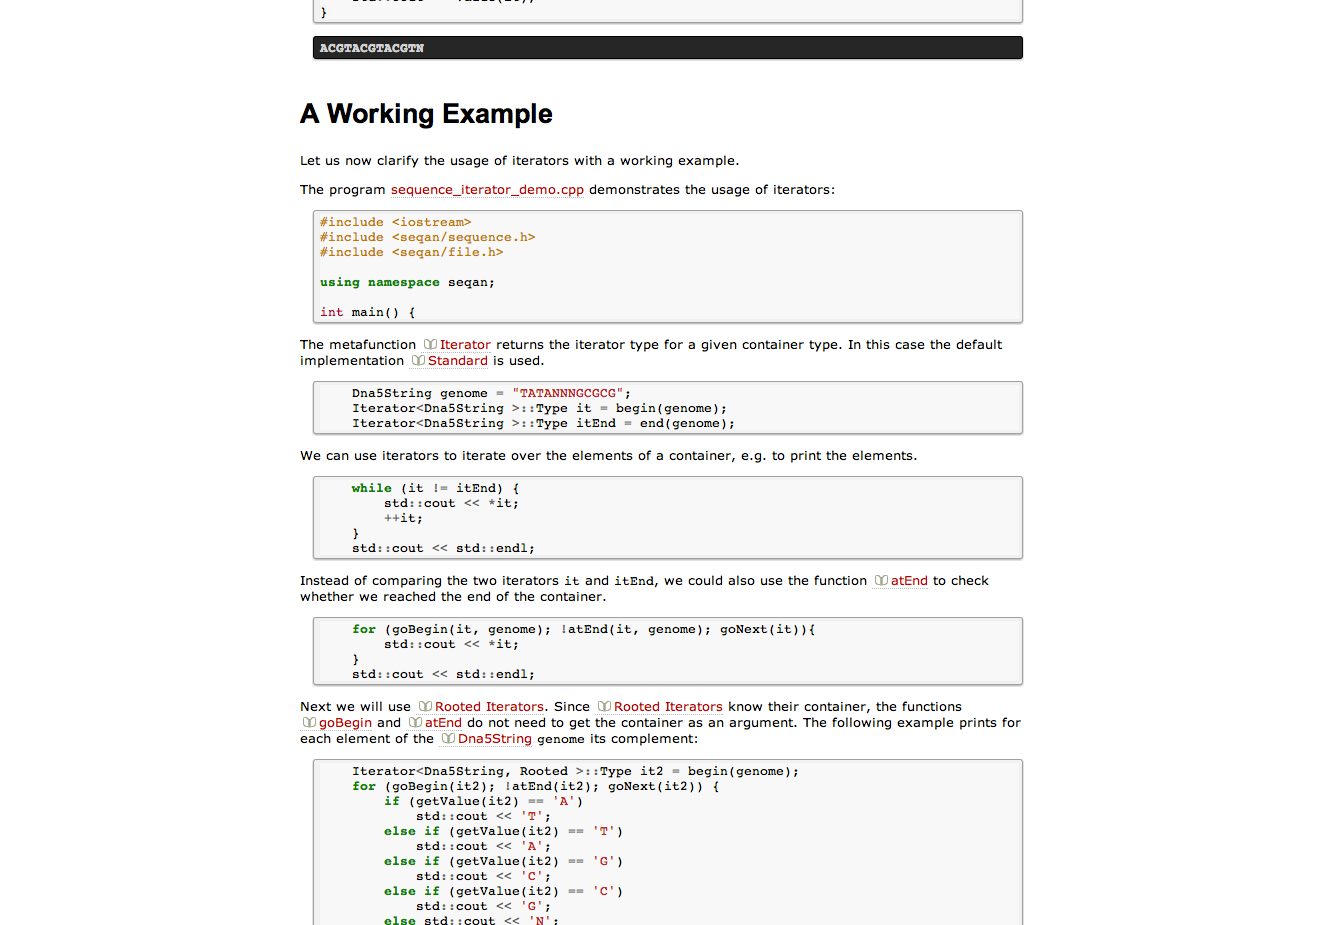 }
ACGTACGTACGTN
A Working Example
Let us now clarify the usage of iterators with a working example.
The program sequence_iterator_demo.cpp demonstrates the usage of iterators:
#include <iostream>
#include <seqan/sequence.h>
#include <seqan/file.h>
using namespace seqan;
int main() {
The metafunction Iterator returns the iterator type for a given container type. In this case the default
implementation Standard is used.
Dna5String genome = "TATANNNGCGCG";
Iterator<Dna5String >::Type it = begin(genome);
Iterator<Dna5String >::Type itEnd = end(genome);
We can use iterators to iterate over the elements of a container, e.g. to print the elements.
while (it != itEnd) {
std::cout << *it;
++it;
}
std::cout << std::endl;
Instead of comparing the two iterators it and itEnd, we could also use the function atEnd to check
whether we reached the end of the container.
for (goBegin(it, genome); !atEnd(it, genome); goNext(it)){
std::cout << *it;
}
std::cout << std::endl;
Next we will use Rooted Iterators. Since Rooted Iterators know their container, the functions
goBegin and atEnd do not need to get the container as an argument. The following example prints for
each element of the Dna5String genome its complement:
Iterator<Dna5String, Rooted >::Type it2 = begin(genome);
for (goBegin(it2); !atEnd(it2); goNext(it2)) {
if (getValue(it2) == 'A')
std::cout << 'T';
else if (getValue(it2) == 'T')
std::cout << 'A';
else if (getValue(it2) == 'G')
std::cout << 'C';
else if (getValue(it2) == 'C')
std::cout << 'G';
else std::cout << 'N';